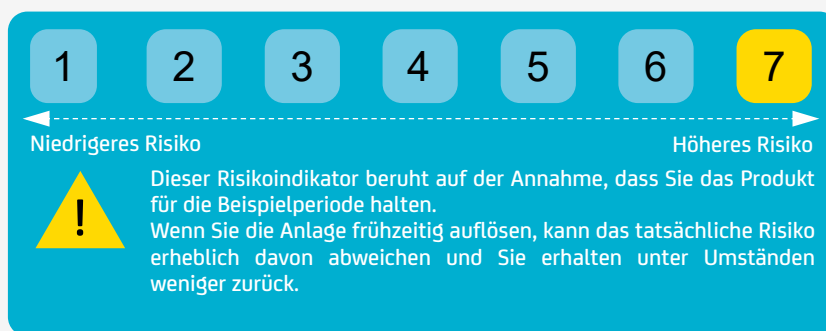 1 2 3 4 5 6 7
Niedrigeres Risiko Höheres Risiko
! Dieser Risikoindikator beruht auf der Annahme, dass Sie das Produkt
für die Beispielperiode halten.
Wenn Sie die Anlage frühzeitig auflösen, kann das tatsächliche Risiko
erheblich davon abweichen und Sie erhalten unter Umständen
weniger zurück.